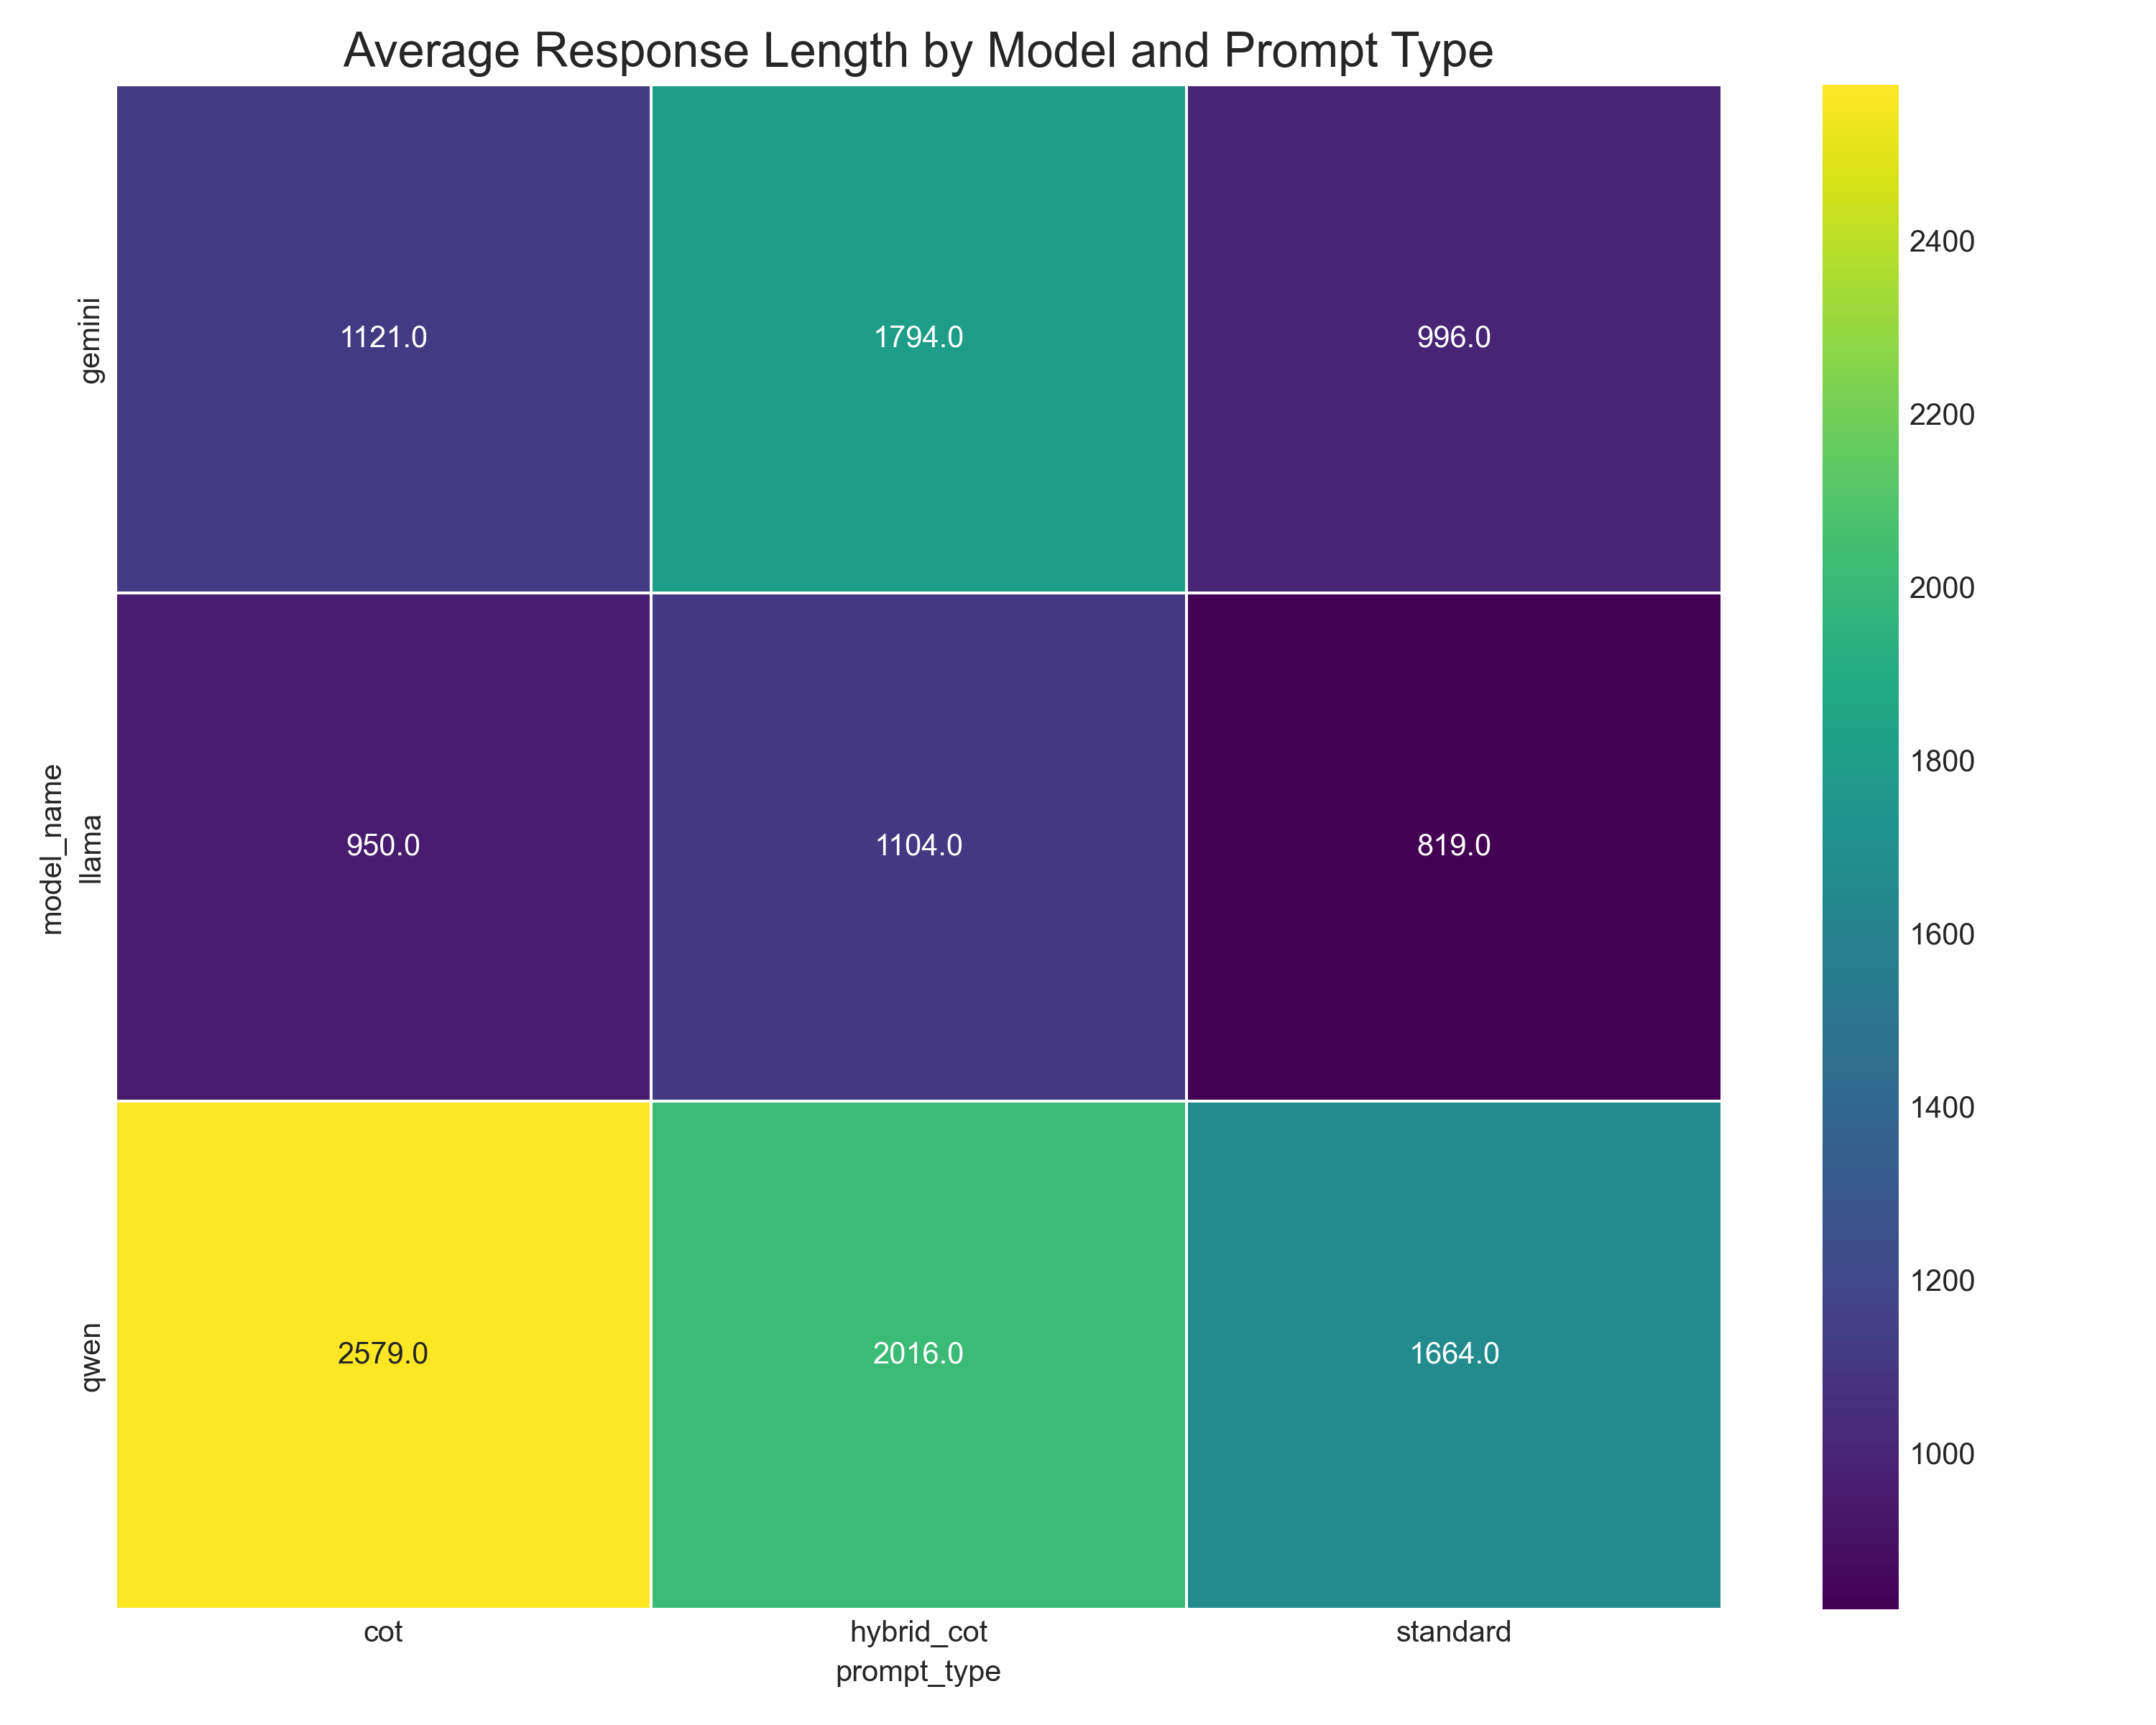 Average Response Length by Model and Prompt Type
model_name
gemini
1121.0 1794.0 996.0
llama
950.0 1104.0 819.0
qwen
2579.0 2016.0 1664.0
cot hybrid_cot standard
prompt_type
2400
2200
2000
1800
1600
1400
1200
1000